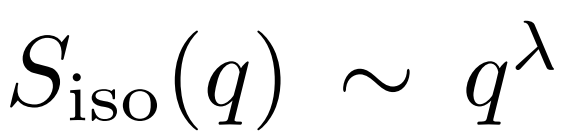 S_iso(q) ∼ q^λ